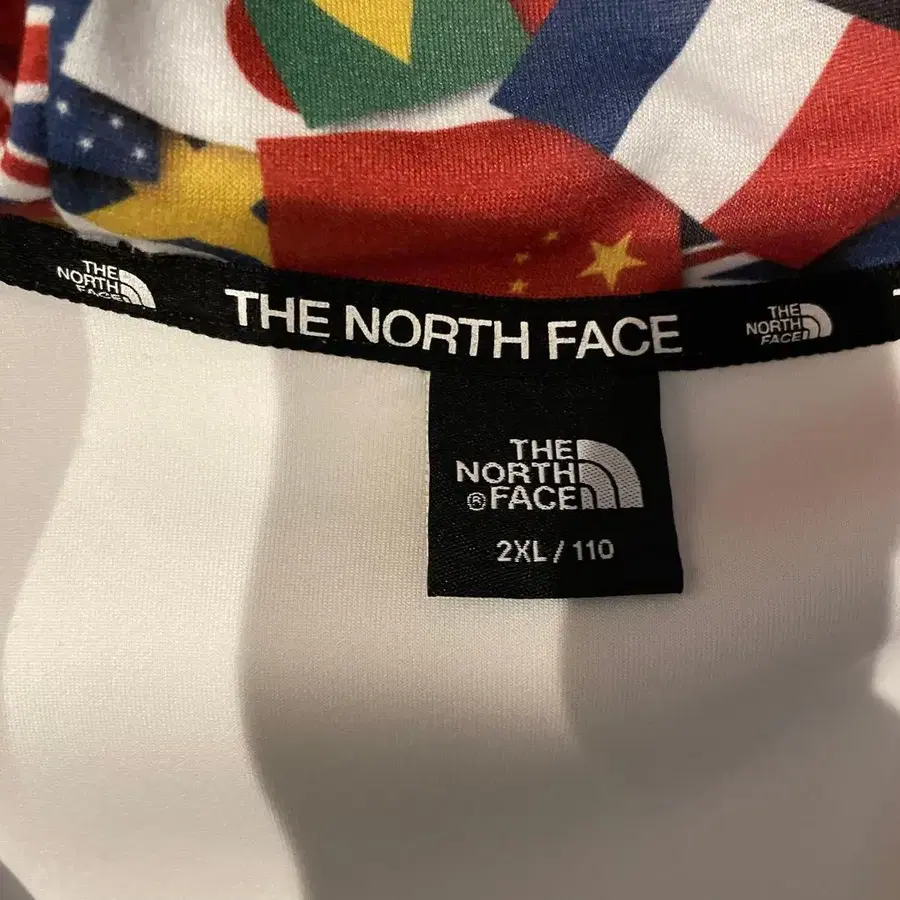 THE
NORTH
FACE
THE NORTH FACE
THE
NORTH
FACE
THE
NORTH
® FACE
2XL / 110